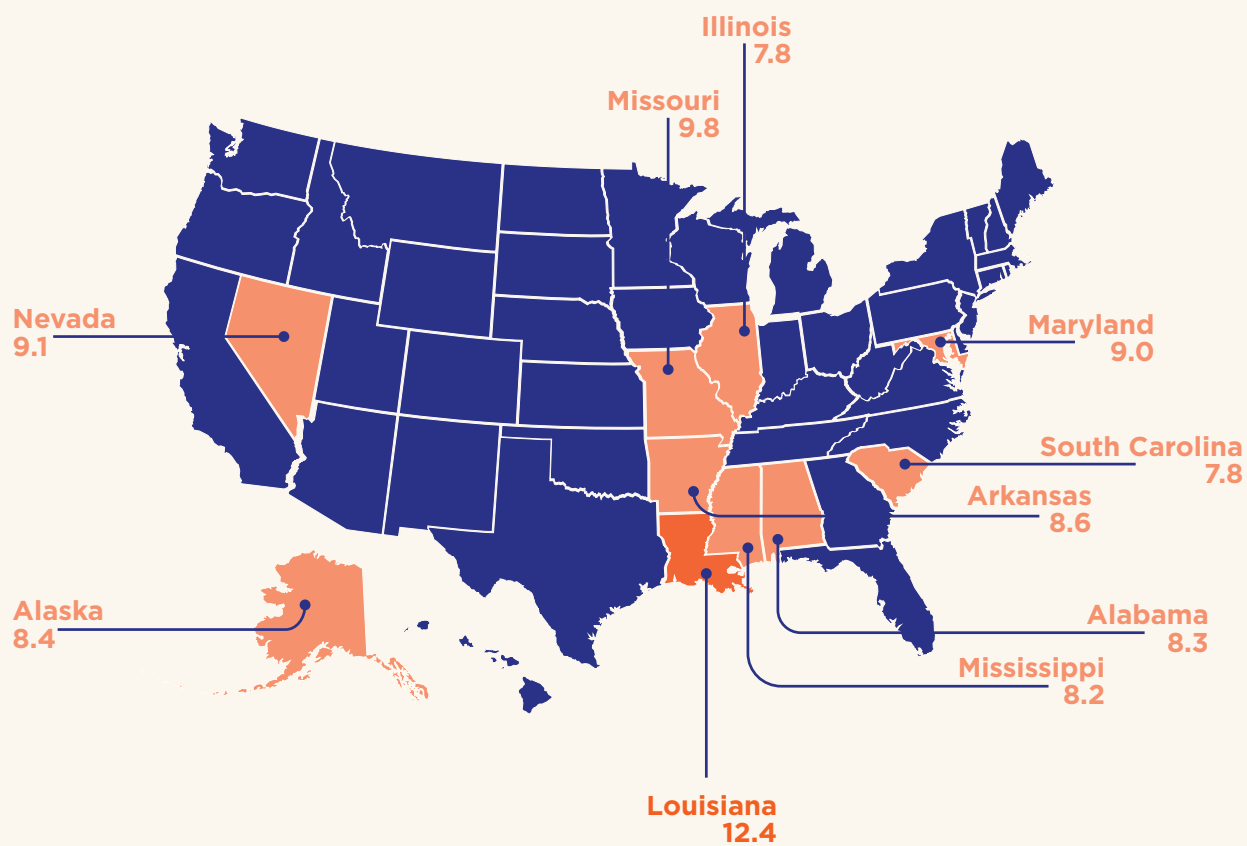 Illinois
7.8
Missouri
9.8
Nevada
9.1
Maryland
9.0
South Carolina
7.8
Arkansas
8.6
Alaska
8.4
Alabama
8.3
Mississippi
8.2
Louisiana
12.4